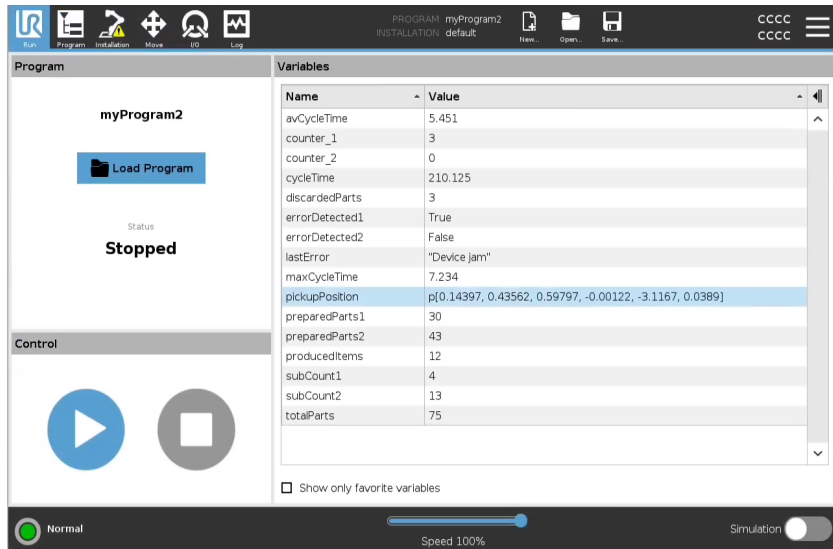 UR
PROGRAM myProgram2
INSTALLATION default
CCCC
CCCC
Run Program Installation Move I/O Log New... Open... Save...
Program
myProgram2
Load Program
Status
Stopped
Control
Variables
Name Value
avCycleTime 5.451
counter_1 3
counter_2 0
cycleTime 210.125
discardedParts 3
errorDetected1 True
errorDetected2 False
lastError "Device jam"
maxCycleTime 7.234
pickupPosition p[0.14397, 0.43562, 0.59797, -0.00122, -3.1167, 0.0389]
preparedParts1 30
preparedParts2 43
producedItems 12
subCount1 4
subCount2 13
totalParts 75
Show only favorite variables
Normal
Speed 100%
Simulation